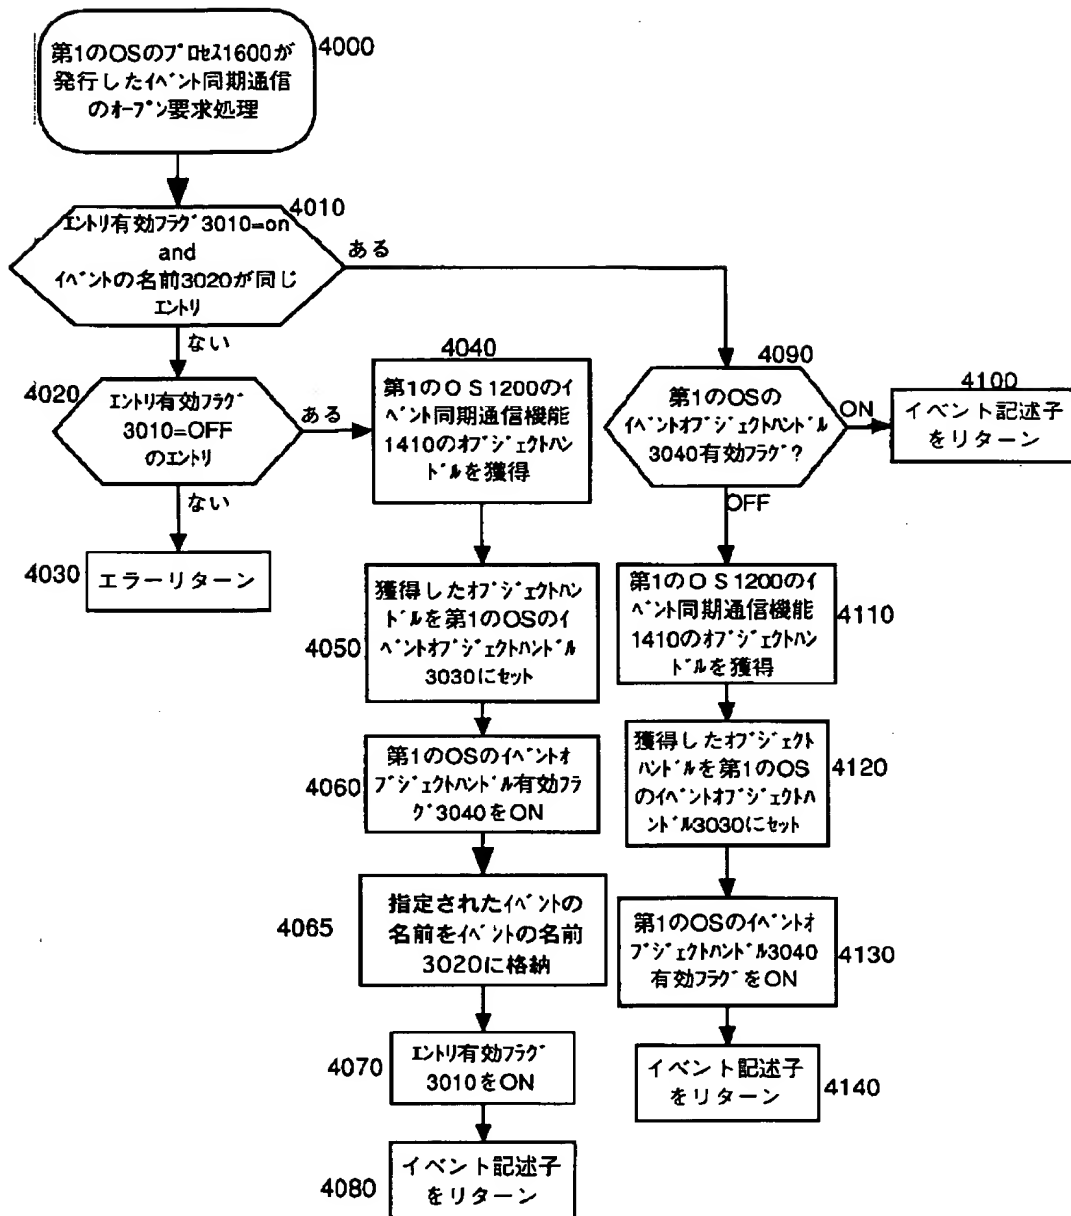 第1のOSのﾌﾟﾛｾｽ1600が
発行したｲﾍﾞﾝﾄ同期通信
のｵｰﾌﾟﾝ要求処理
4000
4010
ｴﾝﾄﾘ有効ﾌﾗｸﾞ3010=on
and
ｲﾍﾞﾝﾄの名前3020が同じ
ｴﾝﾄﾘ
ある
ない
4020
ｴﾝﾄﾘ有効ﾌﾗｸﾞ
3010=OFF
のｴﾝﾄﾘ
ある
ない
4030
エラーリターン
4040
第1のＯＳ1200のｲ
ﾍﾞﾝﾄ同期通信機能
1410のｵﾌﾞｼﾞｪｸﾄﾊﾝ
ﾄﾞﾙを獲得
4050
獲得したｵﾌﾞｼﾞｪｸﾄﾊﾝ
ﾄﾞﾙを第1のOSのｲ
ﾍﾞﾝﾄｵﾌﾞｼﾞｪｸﾄﾊﾝﾄﾞﾙ
3030にｾｯﾄ
4060
第1のOSのｲﾍﾞﾝﾄｵ
ﾌﾞｼﾞｪｸﾄﾊﾝﾄﾞﾙ有効ﾌﾗ
ｸﾞ3040をON
4065
指定されたｲﾍﾞﾝﾄの
名前をｲﾍﾞﾝﾄの名前
3020に格納
4070
ｴﾝﾄﾘ有効ﾌﾗｸﾞ
3010をON
4080
イベント記述子
をリターン
4090
第1のOSの
ｲﾍﾞﾝﾄｵﾌﾞｼﾞｪｸﾄﾊﾝﾄﾞﾙ
3040有効ﾌﾗｸﾞ?
ON
OFF
4100
イベント記述子
をリターン
第1のＯＳ1200のｲ
ﾍﾞﾝﾄ同期通信機能
1410のｵﾌﾞｼﾞｪｸﾄﾊﾝ
ﾄﾞﾙを獲得
4110
獲得したｵﾌﾞｼﾞｪｸﾄ
ﾊﾝﾄﾞﾙを第1のOS
のｲﾍﾞﾝﾄｵﾌﾞｼﾞｪｸﾄﾊ
ﾝﾄﾞﾙ3030にｾｯﾄ
4120
第1のOSのｲﾍﾞﾝﾄｵ
ﾌﾞｼﾞｪｸﾄﾊﾝﾄﾞﾙ3040
有効ﾌﾗｸﾞをON
4130
イベント記述子
をリターン
4140